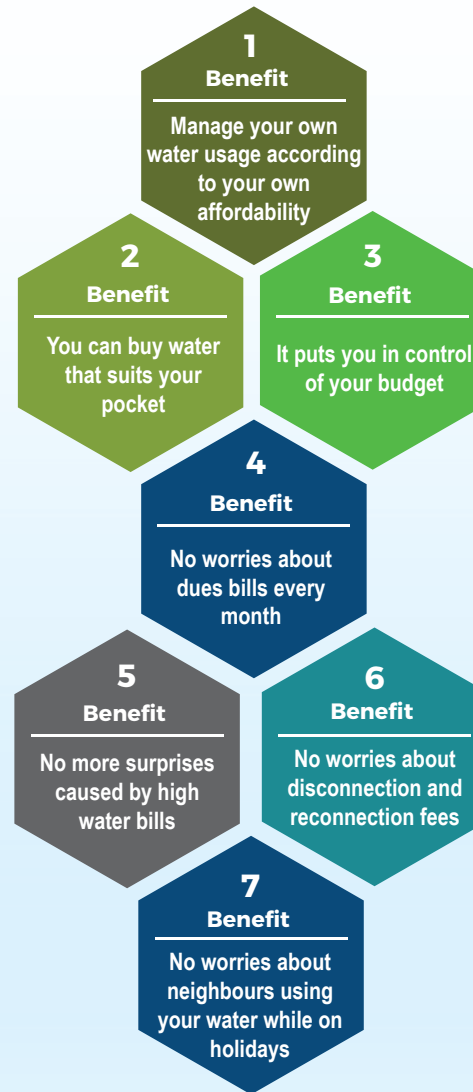 1
Benefit
Manage your own
water usage according
to your own
affordability
2
Benefit
You can buy water
that suits your
pocket
3
Benefit
It puts you in control
of your budget
4
Benefit
No worries about
dues bills every
month
5
Benefit
No more surprises
caused by high
water bills
6
Benefit
No worries about
disconnection and
reconnection fees
7
Benefit
No worries about
neighbours using
your water while on
holidays